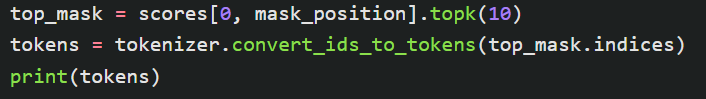 top_mask = scores[0, mask_position].topk(10)
tokens = tokenizer.convert_ids_to_tokens(top_mask.indices)
print(tokens)